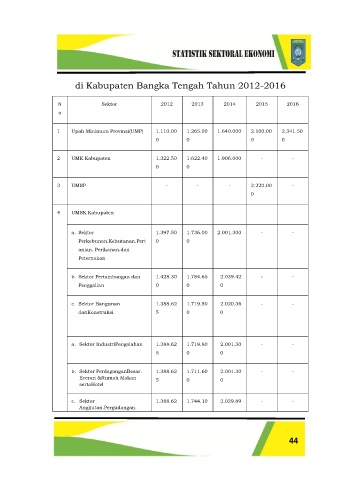 STATISTIK SEKTORAL EKONOMI
di Kabupaten Bangka Tengah Tahun 2012-2016
N
o
Sektor 2012 2013 2014 2015 2016
1 Upah Minimum Provinsi(UMP) 1.110.00 1.265.00 1.640.000 2.100.00 2.341.50
0 0 0 0
2 UMK Kabupaten 1.322.50 1.622.40 1.906.000 - -
0 0
3 UMSP - - - 2.220.00 -
0
4 UMSK Kabupaten
a. Sektor 1.397.50 1.736.00 2.001.300 - -
Perkebunan,Kehutanan,Pert 0 0
anian, Perikanan dan
Peternakan
b. Sektor Pertambangan dan 1.428.30 1.784.65 2.039.42 - -
Penggalian 0 0 0
c. Sektor Bangunan 1.388.62 1.719.80 2.020.36 - -
danKonstruksi 5 0 0
a. Sektor IndustriPengolahan 1.388.62 1.719.80 2.001.30 - -
5 0 0
b. Sektor PerdaganganBesar, 1.388.62 1.711.60 2.001.30 - -
Eceran &Rumah Makan 5 0 0
sertaHotel
c. Sektor 1.388.62 1.744.10 2.029.89 - -
Angkutan,Pergudangan,
44